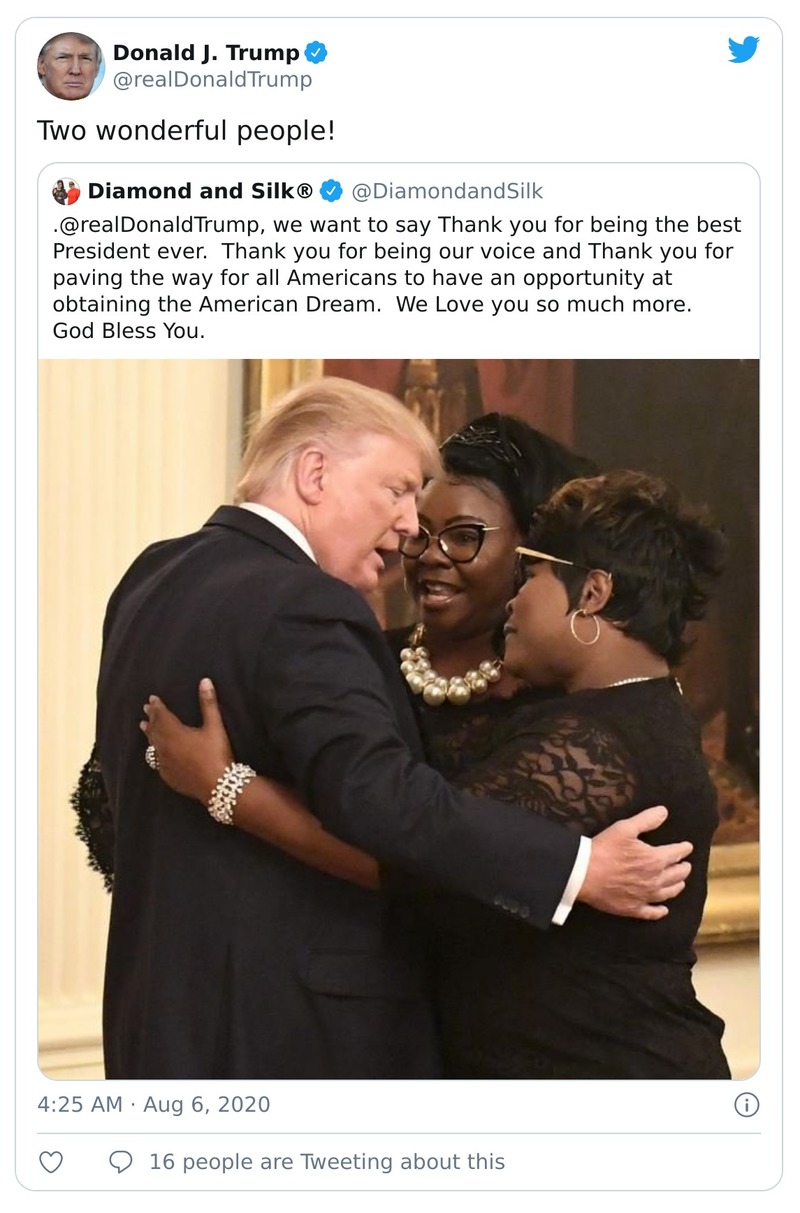 Donald J. Trump
@realDonaldTrump
Two wonderful people!
Diamond and Silk® @DiamondandSilk
.@realDonaldTrump, we want to say Thank you for being the best
President ever.  Thank you for being our voice and Thank you for
paving the way for all Americans to have an opportunity at
obtaining the American Dream.  We Love you so much more.
God Bless You.
4:25 AM · Aug 6, 2020
16 people are Tweeting about this